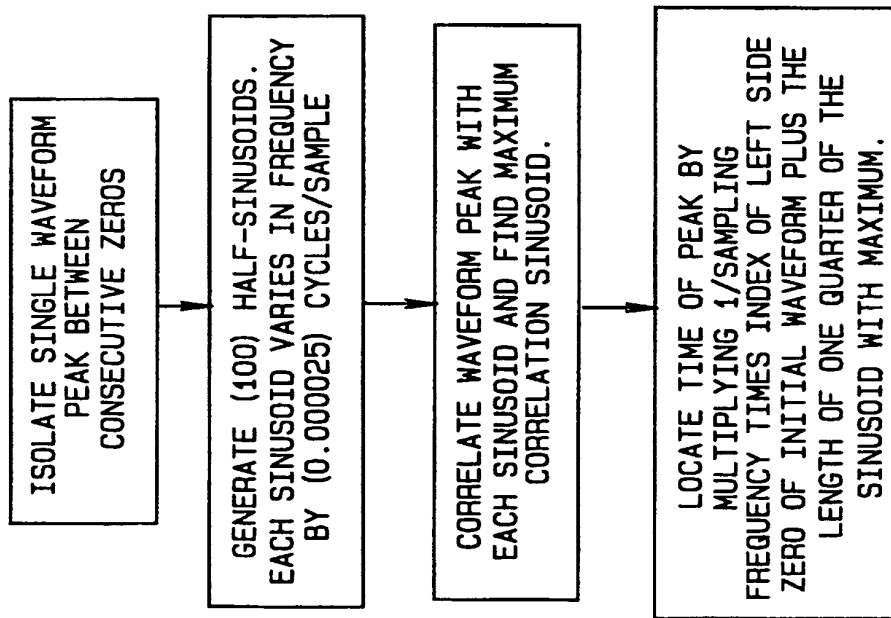 ISOLATE SINGLE WAVEFORM
PEAK BETWEEN
CONSECUTIVE ZEROS
GENERATE (100) HALF-SINUSOIDS.
EACH SINUSOID VARIES IN FREQUENCY
BY (0.000025) CYCLES/SAMPLE
CORRELATE WAVEFORM PEAK WITH
EACH SINUSOID AND FIND MAXIMUM
CORRELATION SINUSOID.
LOCATE TIME OF PEAK BY
MULTIPLYING 1/SAMPLING
FREQUENCY TIMES INDEX OF LEFT SIDE
ZERO OF INITIAL WAVEFORM PLUS THE
LENGTH OF ONE QUARTER OF THE
SINUSOID WITH MAXIMUM.